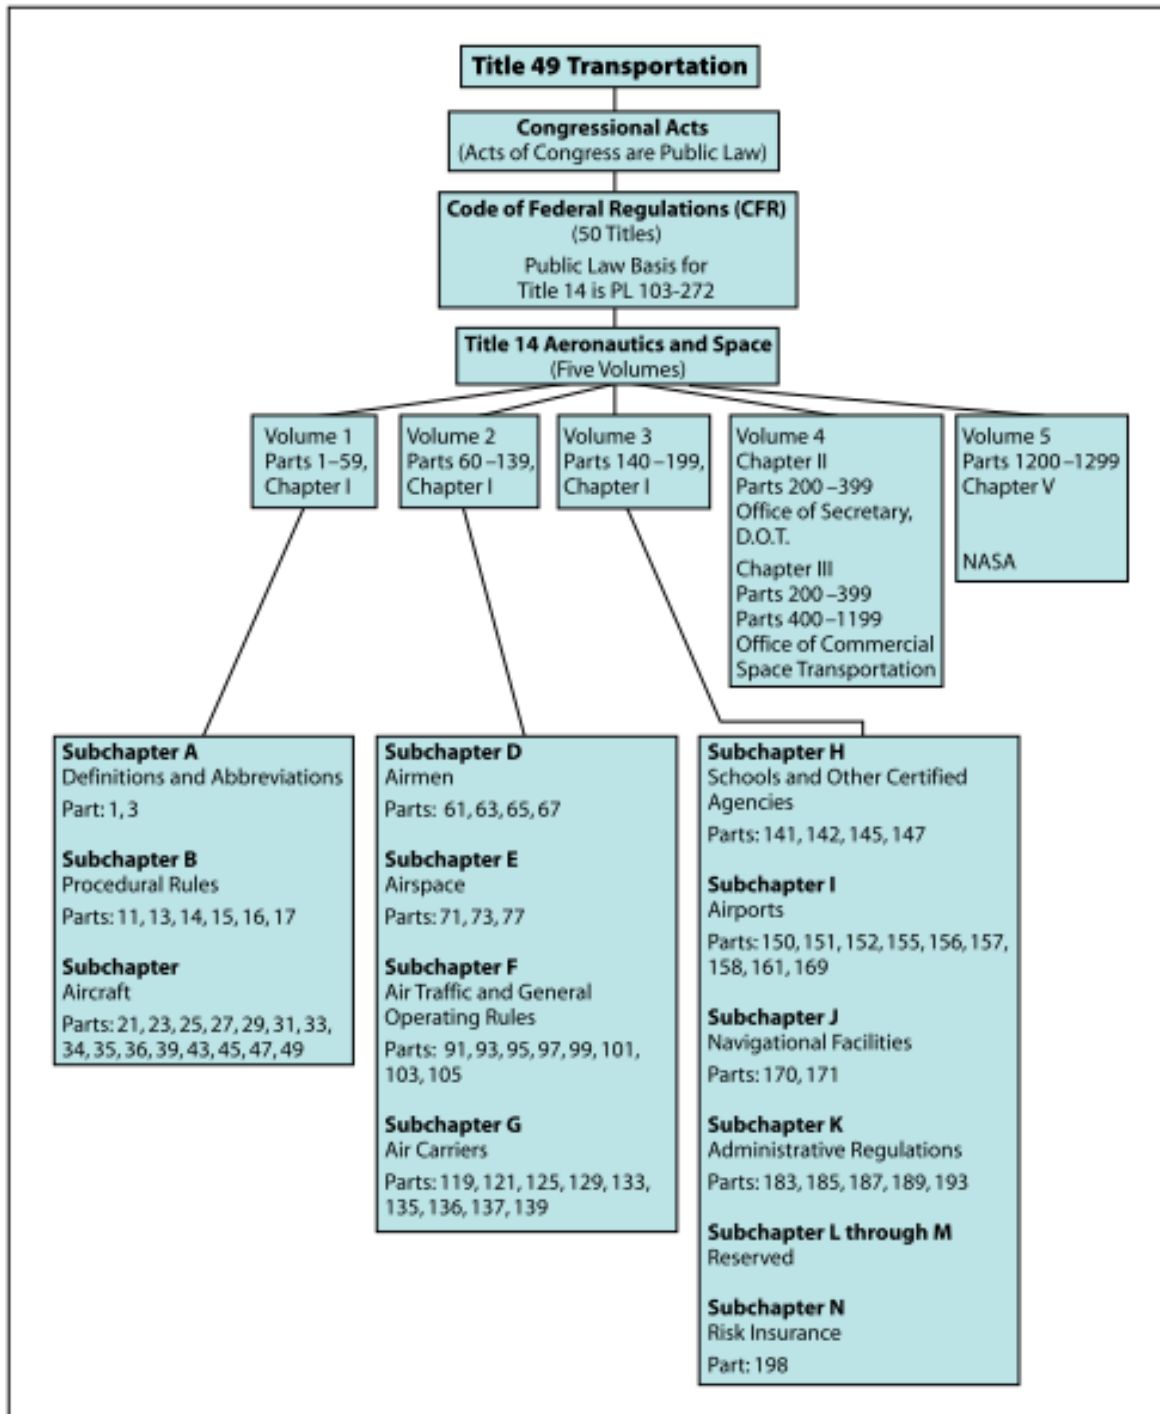 Title 49 Transportation
Congressional Acts
(Acts of Congress are Public Law)
Code of Federal Regulations (CFR)
(50 Titles)
Public Law Basis for
Title 14 is PL 103-272
Title 14 Aeronautics and Space
(Five Volumes)
Volume 1
Parts 1–59,
Chapter I
Volume 2
Parts 60–139,
Chapter I
Volume 3
Parts 140–199,
Chapter I
Volume 4
Chapter II
Parts 200–399
Office of Secretary,
D.O.T.
Chapter III
Parts 200–399
Parts 400–1199
Office of Commercial
Space Transportation
Volume 5
Parts 1200–1299
Chapter V
NASA
Subchapter A
Definitions and Abbreviations
Part: 1, 3
Subchapter B
Procedural Rules
Parts: 11, 13, 14, 15, 16, 17
Subchapter
Aircraft
Parts: 21, 23, 25, 27, 29, 31, 33,
34, 35, 36, 39, 43, 45, 47, 49
Subchapter D
Airmen
Parts: 61, 63, 65, 67
Subchapter E
Airspace
Parts: 71, 73, 77
Subchapter F
Air Traffic and General
Operating Rules
Parts: 91, 93, 95, 97, 99, 101,
103, 105
Subchapter G
Air Carriers
Parts: 119, 121, 125, 129, 133,
135, 136, 137, 139
Subchapter H
Schools and Other Certified
Agencies
Parts: 141, 142, 145, 147
Subchapter I
Airports
Parts: 150, 151, 152, 155, 156, 157,
158, 161, 169
Subchapter J
Navigational Facilities
Parts: 170, 171
Subchapter K
Administrative Regulations
Parts: 183, 185, 187, 189, 193
Subchapter L through M
Reserved
Subchapter N
Risk Insurance
Part: 198